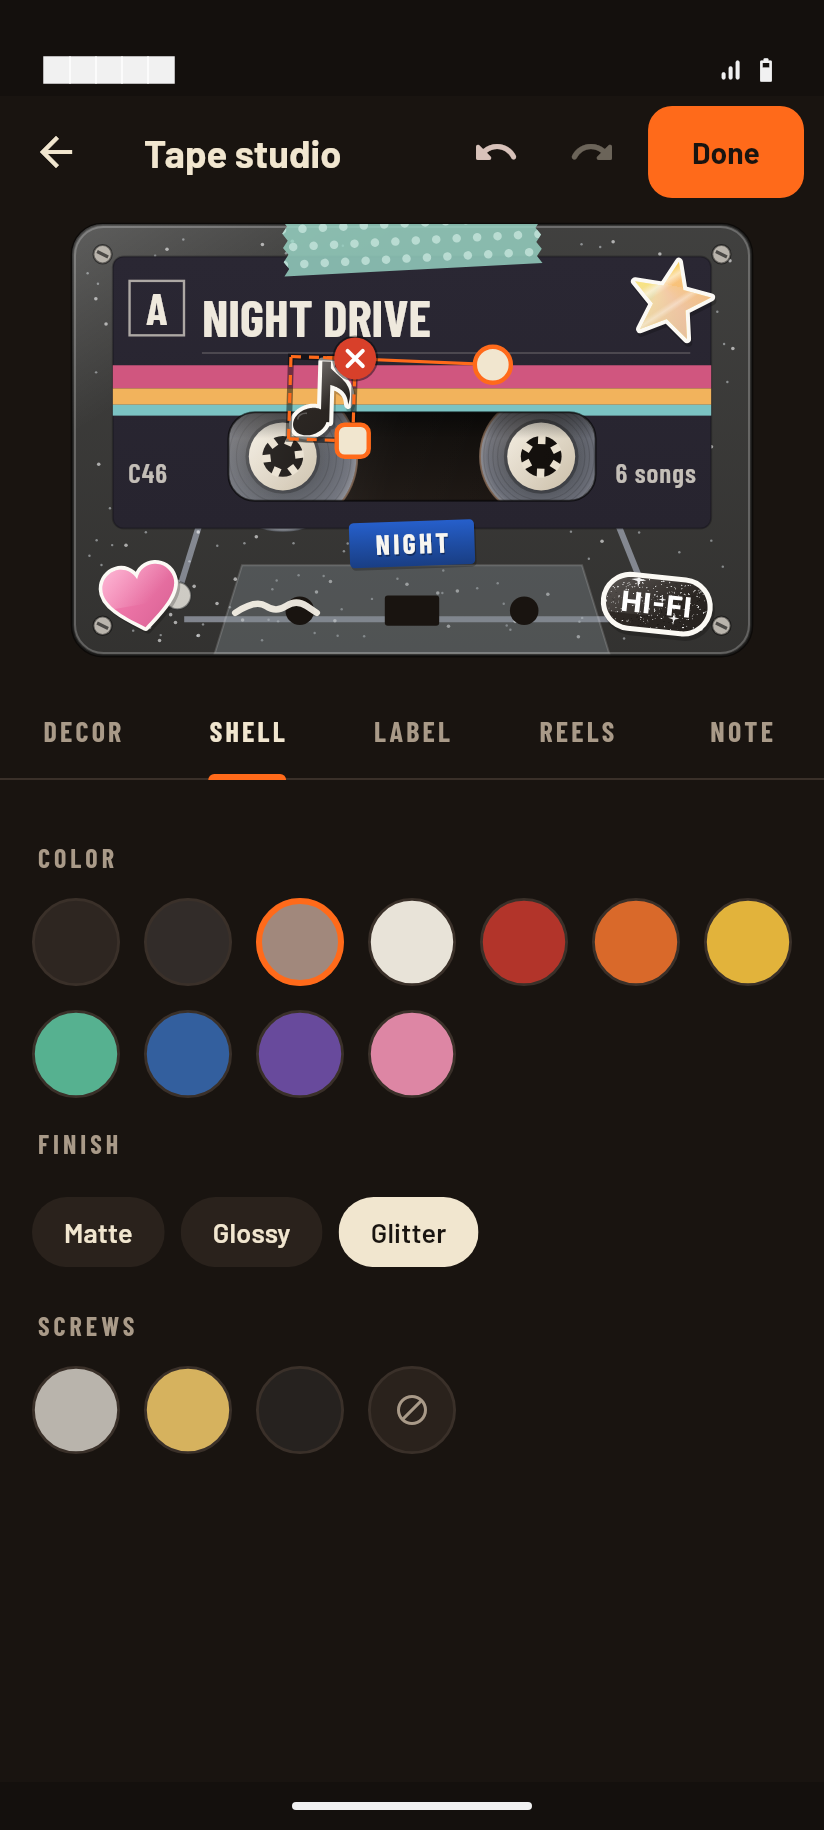 Tape studio
Done
A
NIGHT DRIVE
C46
6 songs
NIGHT
HI-FI
DECOR
SHELL
LABEL
REELS
NOTE
COLOR
FINISH
Matte
Glossy
Glitter
SCREWS